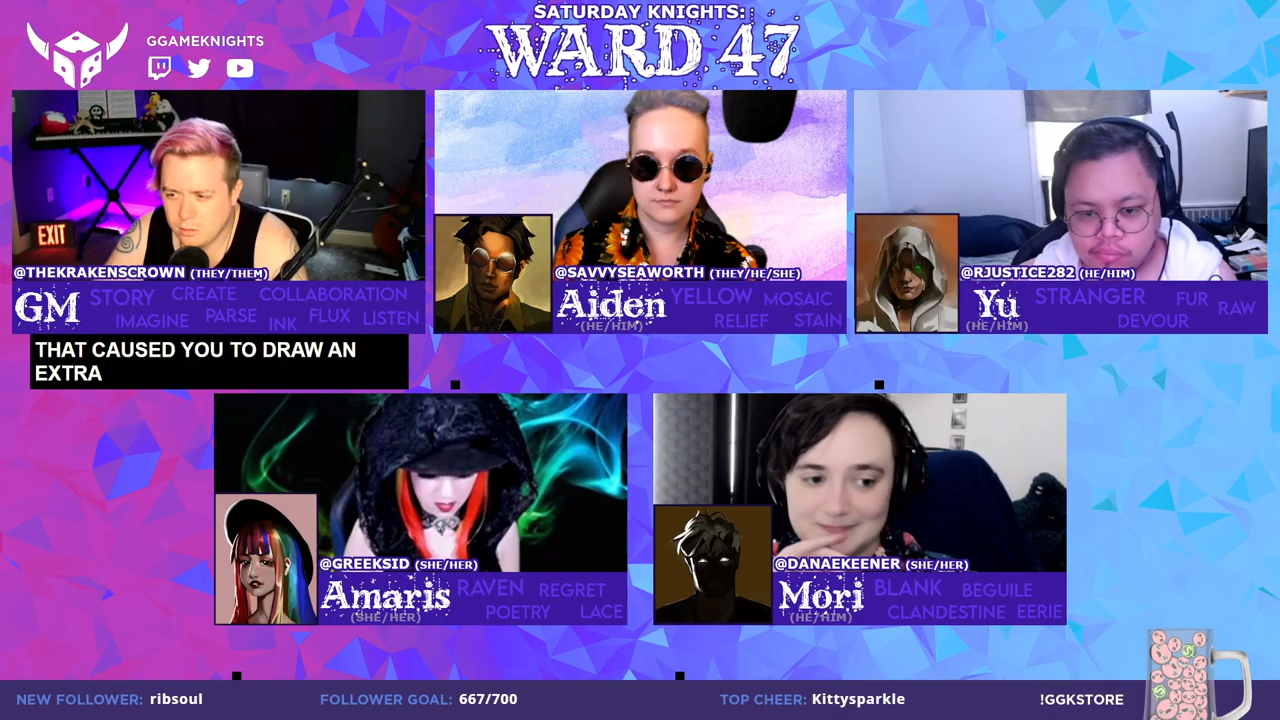 SATURDAY KNIGHTS:
WARD 47
GGAMEKNIGHTS
EXIT
@THEKRAKENSCROWN (THEY/THEM)
GM
STORY CREATE COLLABORATION
IMAGINE PARSE INK FLUX LISTEN
THAT CAUSED YOU TO DRAW AN
EXTRA
@SAVVYSEAWORTH (THEY/HE/SHE)
Aiden
(HE/HIM)
YELLOW MOSAIC
RELIEF STAIN
@RJUSTICE282 (HE/HIM)
Yu
(HE/HIM)
STRANGER FUR RAW
DEVOUR
@GREEKSID (SHE/HER)
Amaris
(SHE/HER)
RAVEN REGRET
POETRY LACE
@DANAEKEENER (SHE/HER)
Mori
(HE/HIM)
BLANK BEGUILE
CLANDESTINE EERIE
NEW FOLLOWER: ribsoul
FOLLOWER GOAL: 667/700
TOP CHEER: Kittysparkle
!GGKSTORE